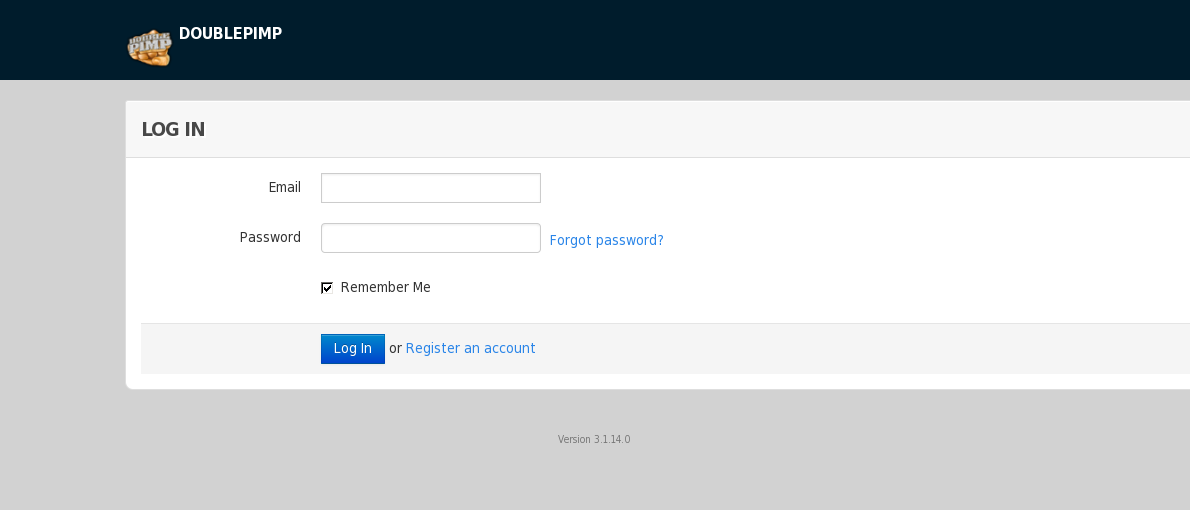 DOUBLE
PIMP
DOUBLEPIMP
LOG IN
Email
Password
Forgot password?
Remember Me
Log In or Register an account
Version 3.1.14.0